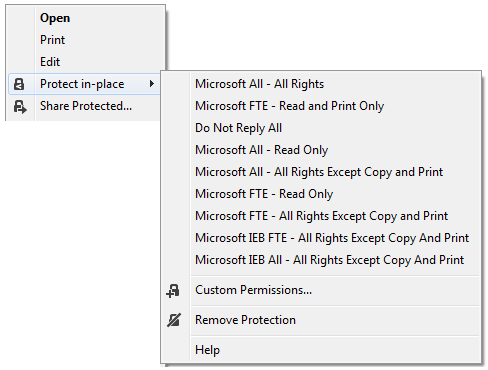 Open
Print
Edit
Protect in-place
Share Protected...
Microsoft All - All Rights
Microsoft FTE - Read and Print Only
Do Not Reply All
Microsoft All - Read Only
Microsoft All - All Rights Except Copy and Print
Microsoft FTE - Read Only
Microsoft FTE - All Rights Except Copy and Print
Microsoft IEB FTE - All Rights Except Copy And Print
Microsoft IEB All - All Rights Except Copy And Print
Custom Permissions...
Remove Protection
Help